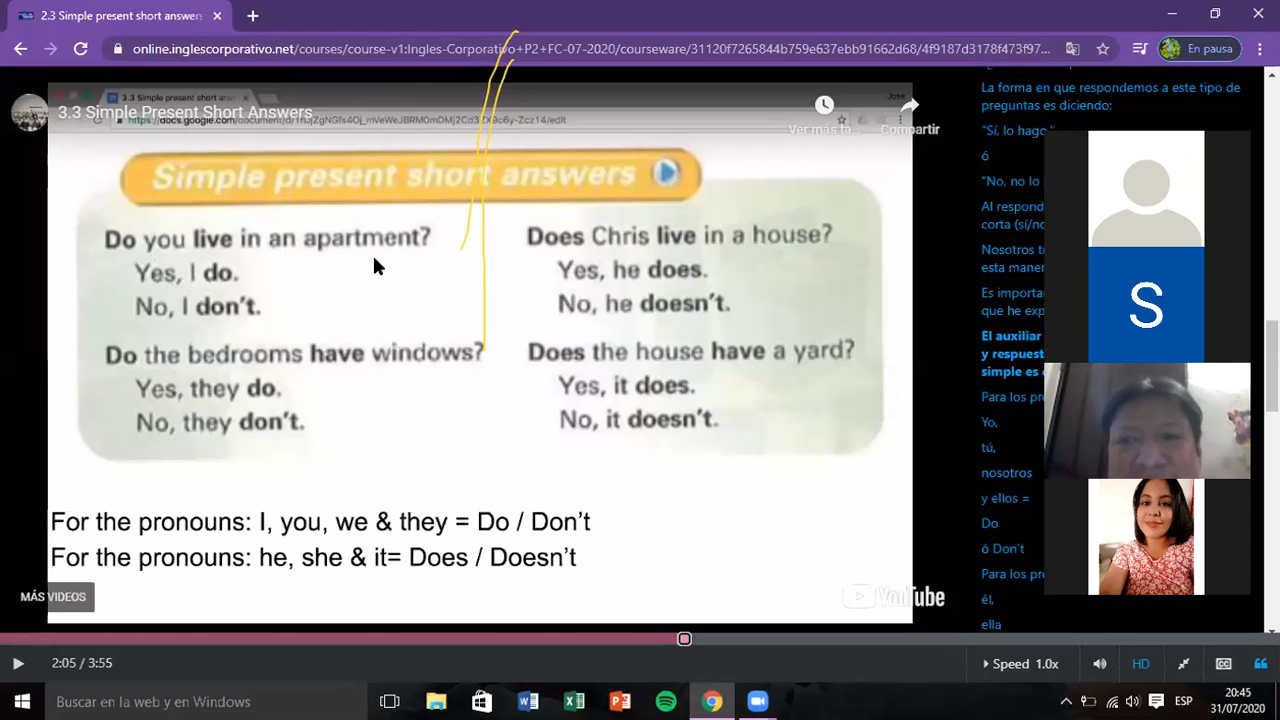 2.3 Simple present short answers
online.inglescorporativo.net/courses/course-v1:Ingles-Corporativo+P2+FC-07-2020/courseware/31120f7265844b759e637ebb91662d68/4f9187d3178f473f97...
En pausa
3.3 Simple present short ans
3.3 Simple Present Short Answers
Ver más ta...
Compartir
Simple present short answers
Do you live in an apartment?
Yes, I do.
No, I don't.
Do the bedrooms have windows?
Yes, they do.
No, they don't.
Does Chris live in a house?
Yes, he does.
No, he doesn't.
Does the house have a yard?
Yes, it does.
No, it doesn't.
For the pronouns: I, you, we & they = Do / Don't
For the pronouns: he, she & it= Does / Doesn't
MÁS VIDEOS
YouTube
La forma en que respondemos a este tipo de
preguntas es diciendo:
"Sí, lo hago."
ó
"No, no lo
Al respond
corta (sí/no
Nosotros t
esta maner
Es importa
que he exp
El auxiliar
y respuest
simple es
Para los pr
Yo,
tú,
nosotros
y ellos =
Do
ó Don't
Para los pr
él,
ella
S
2:05 / 3:55
Speed 1.0x
HD
Buscar en la web y en Windows
ESP
20:45
31/07/2020